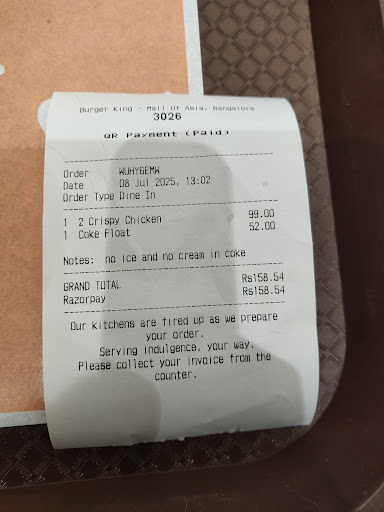 Burger King - Mall Of Asia, Bangalore
3026
QR Payment (Paid)
Order WUHYGEMW
Date 08 Jul 2025, 13:02
Order Type Dine In
1 2 Crispy Chicken 99.00
1 Coke Float 52.00
Notes: no ice and no cream in coke
GRAND TOTAL Rs158.54
Razorpay Rs158.54
Our kitchens are fired up as we prepare
your order.
Serving indulgence, your way.
Please collect your invoice from the
counter.